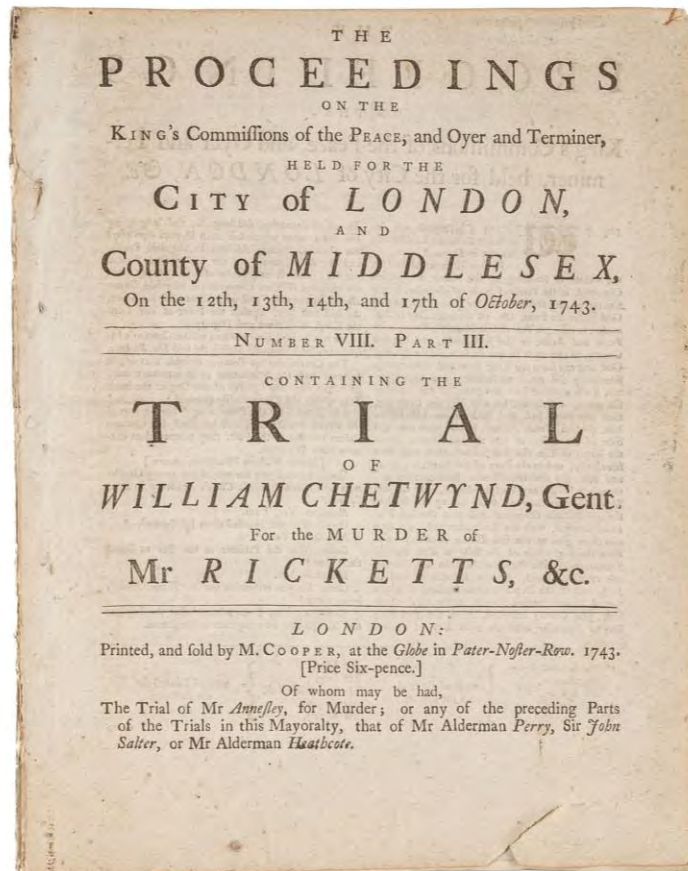 THE
PROCEEDINGS
ON THE
KING's Commiſſions of the PEACE, and Oyer and Terminer,
HELD FOR THE
CITY of LONDON,
AND
County of MIDDLESEX,
On the 12th, 13th, 14th, and 17th of October, 1743.
NUMBER VIII. PART III.
CONTAINING THE
TRIAL
OF
WILLIAM CHETWYND, Gent.
For the MURDER of
Mr RICKETTS, &c.
LONDON:
Printed, and ſold by M. COOPER, at the Globe in Pater-Noſter-Row. 1743.
[Price Six-pence.]
Of whom may be had,
The Trial of Mr Anneſley, for Murder; or any of the preceding Parts
of the Trials in this Mayoralty, that of Mr Alderman Perry, Sir John
Salter, or Mr Alderman Heathcote.